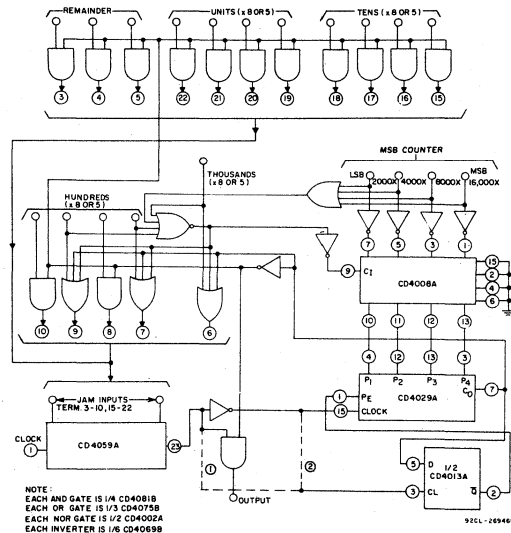 REMAINDER
UNITS (x 8 OR 5)
TENS (x 8 OR 5)
3 4 5 22 21 20 19 18 17 16 15
MSB COUNTER
THOUSANDS
(x 8 OR 5)
LSB 2000X 4000X 8000X MSB
16,000X
HUNDREDS
(x 8 OR 5)
7 5 3 1
9 CI CD4008A 15
2
4
6
10 9 8 7 6
10 11 12 13
4 12 13 3
P1 P2 P3 P4
1 PE CO 7
15 CLOCK CD4029A
JAM INPUTS
TERM. 3-10, 15-22
CLOCK
1 CD4059A 23
1 2
5 D 1/2
CD4013A
3 CL Q 2
OUTPUT
NOTE:
EACH AND GATE IS 1/4 CD4081B
EACH OR GATE IS 1/3 CD4075B
EACH NOR GATE IS 1/2 CD4002A
EACH INVERTER IS 1/6 CD4069B